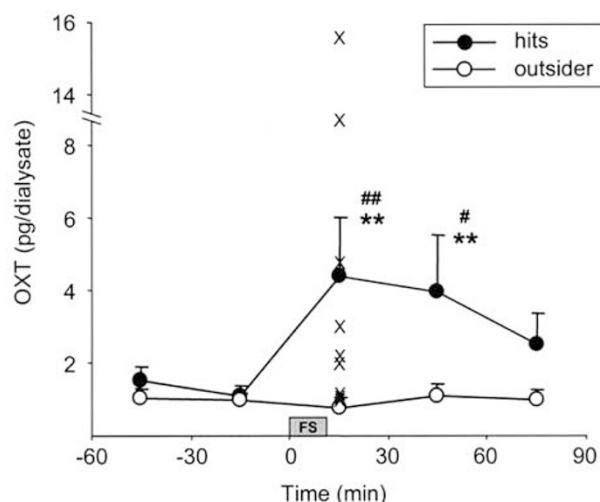 16
14
8
6
4
2
OXT (pg/dialysate)
hits
outsider
X
X
##
**
#
**
X
X
X
X
X
FS
-60
-30
0
30
60
90
Time (min)